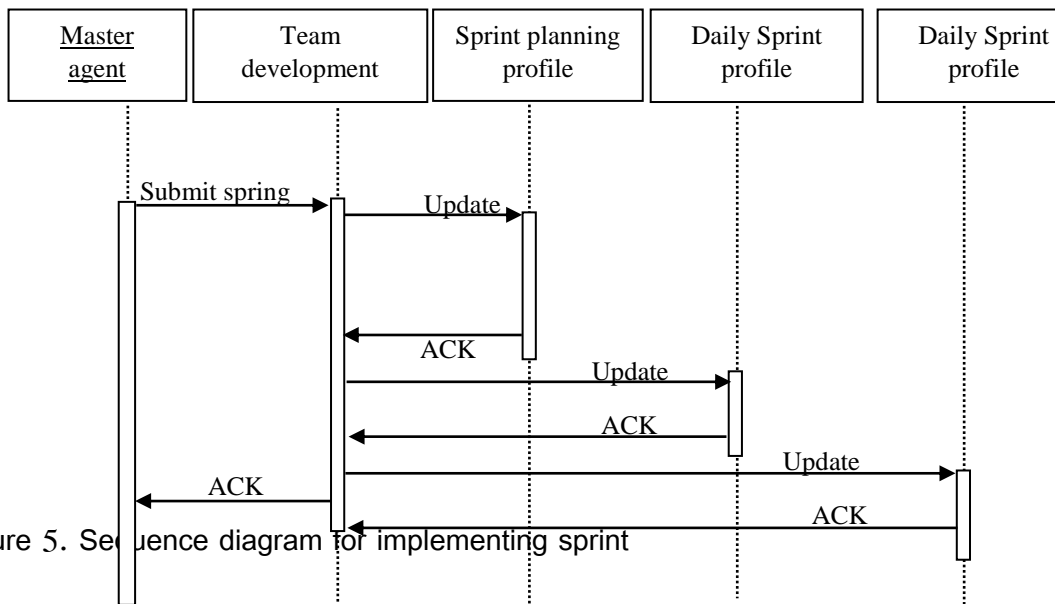 Master
agent
Team
development
Sprint planning
profile
Daily Sprint
profile
Daily Sprint
profile
Submit spring
Update
ACK
Update
ACK
Update
ACK
ACK
ure 5. Sequence diagram for implementing sprint